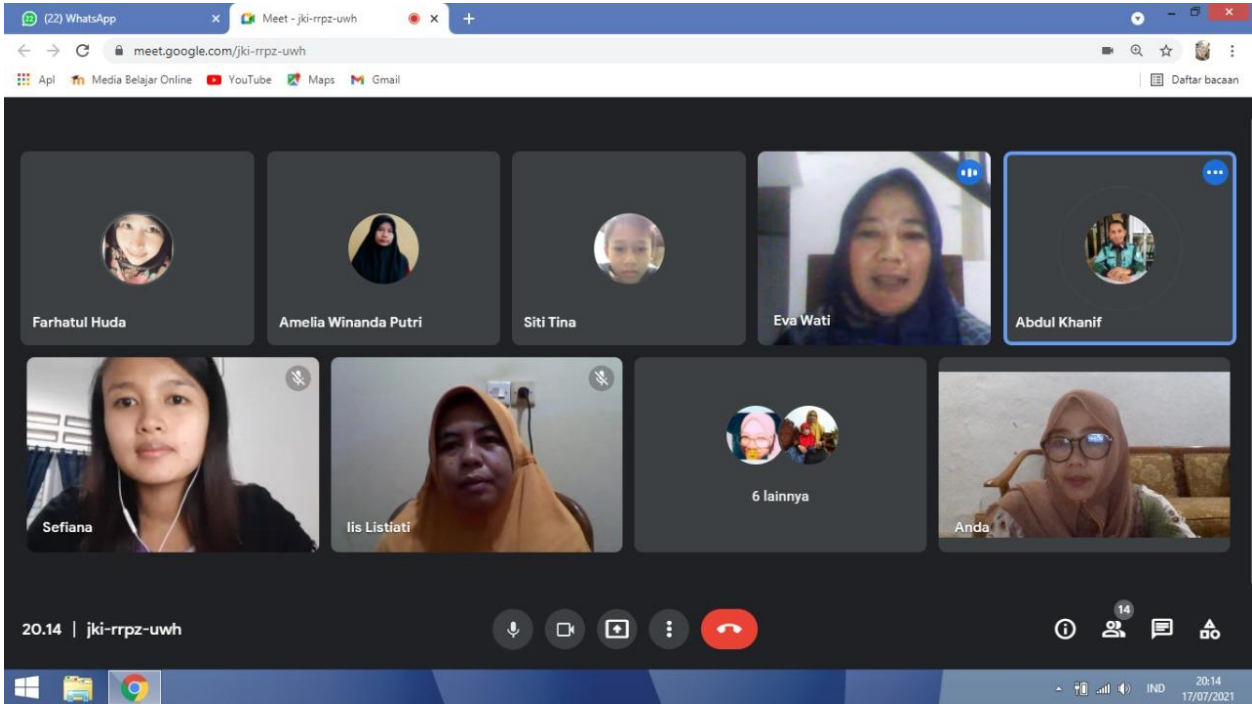 22 (22) WhatsApp
Meet - jki-rrpz-uwh
meet.google.com/jki-rrpz-uwh
Apl Media Belajar Online YouTube Maps Gmail Daftar bacaan
Farhatul Huda
Amelia Winanda Putri
Siti Tina
Eva Wati
Abdul Khanif
Sefiana
Iis Listiati
6 lainnya
Anda
20.14 | jki-rrpz-uwh
14
IND
20:14
17/07/2021